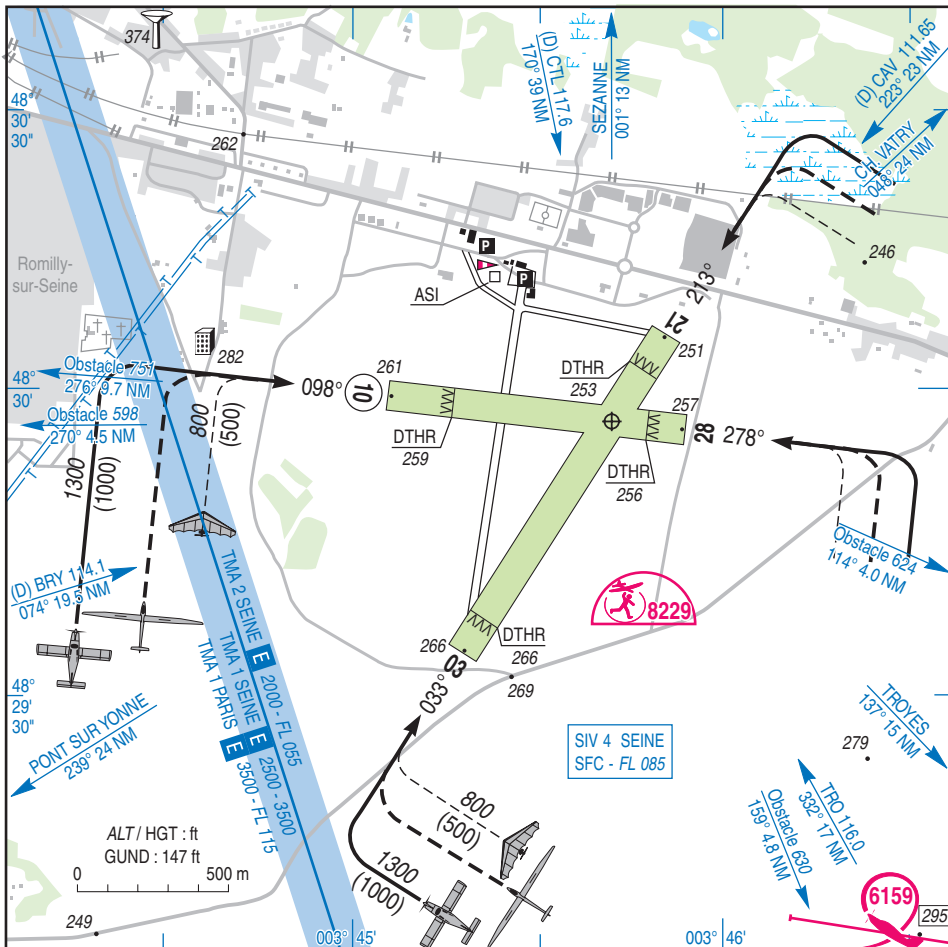 374
(D) CTL 117.6
170° 39 NM
SEZANNE
001° 13 NM
(D) CAV 111.65
223° 23 NM
CH. VATRY
048° 24 NM
48°
30'
30"
262
246
Romilly-
sur-Seine
P
P
ASI
213°
21
251
DTHR
253
282
Obstacle 751
276° 9.7 NM
48°
30'
Obstacle 598
270° 4.5 NM
800
(500)
261
098°
10
DTHR
259
257
28
278°
DTHR
256
1300
(1000)
Obstacle 624
114° 4.0 NM
(D) BRY 114.1
074° 19.5 NM
TMA 2 SEINE E 2000 - FL 055
TMA 1 SEINE E 2500 - 3500
TMA 1 PARIS E 3500 - FL 115
8229
DTHR
266
266
03
033°
269
48°
29'
30"
PONT SUR YONNE
239° 24 NM
TROYES
137° 15 NM
SIV 4 SEINE
SFC - FL 085
279
TRO 116.0
332° 17 NM
Obstacle 630
159° 4.8 NM
800
(500)
1300
(1000)
ALT / HGT : ft
GUND : 147 ft
0 500 m
6159
295
249
003° 45'
003° 46'